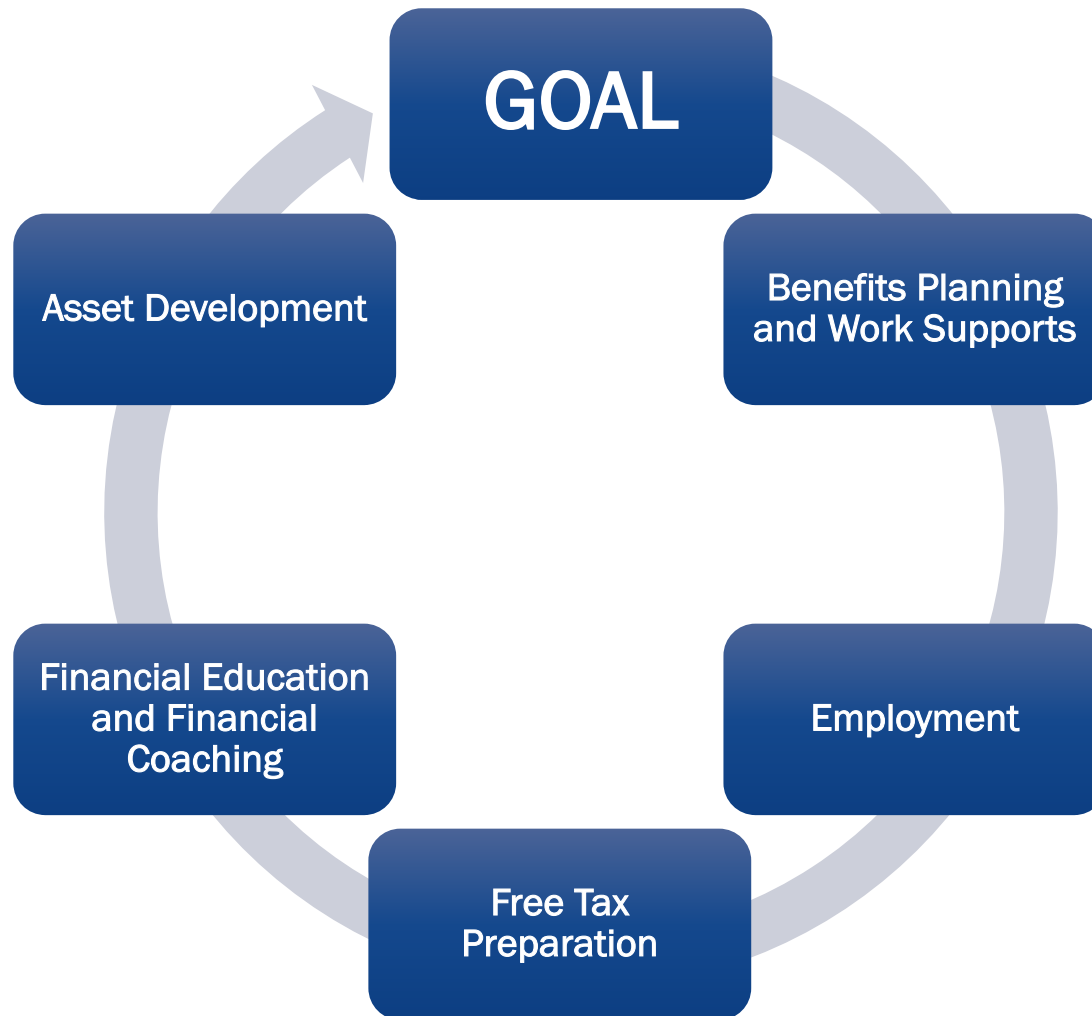 GOAL
Benefits Planning
and Work Supports
Employment
Free Tax
Preparation
Financial Education
and Financial
Coaching
Asset Development